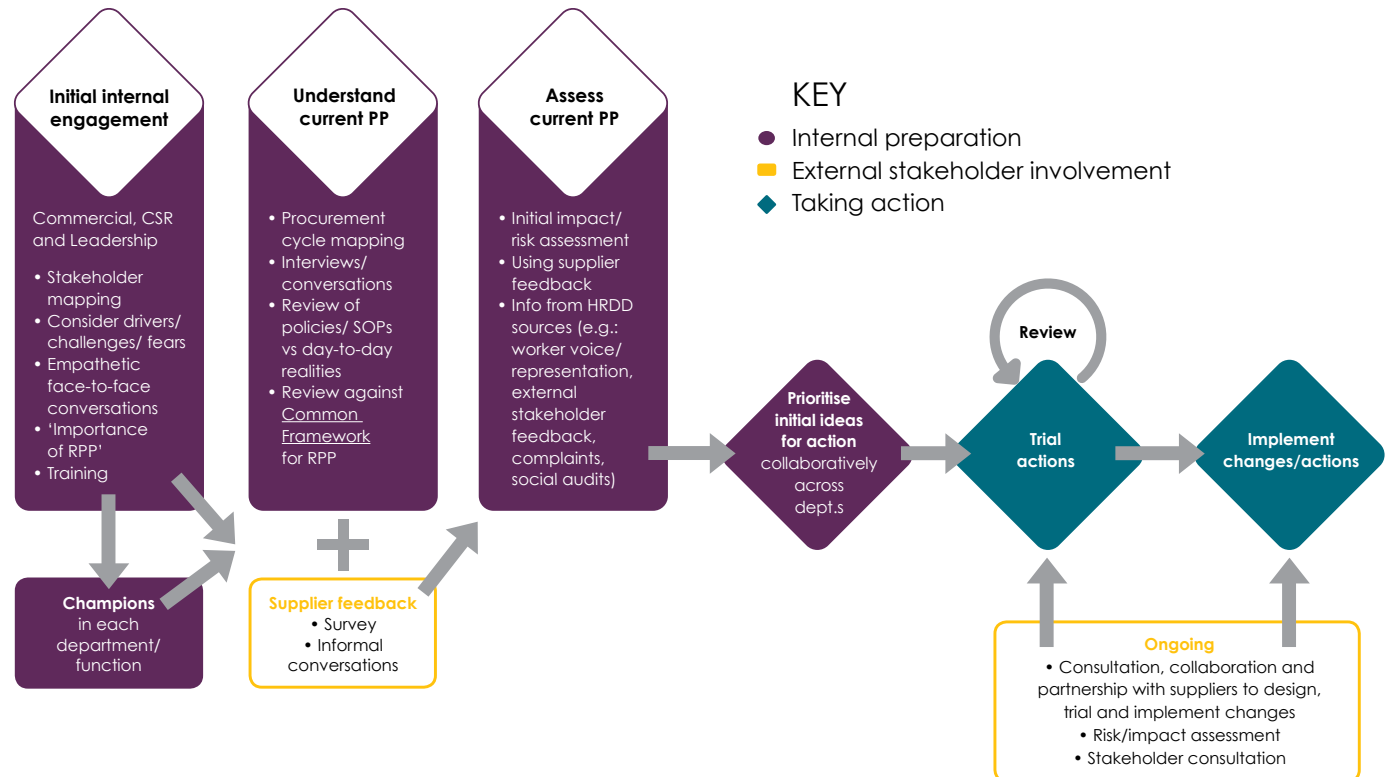 Initial internal
engagement
Commercial, CSR
and Leadership
• Stakeholder
mapping
• Consider drivers/
challenges/ fears
• Empathetic
face-to-face
conversations
• ‘Importance
of RPP’
• Training
Champions
in each
department/
function
Understand
current PP
• Procurement
cycle mapping
• Interviews/
conversations
• Review of
policies/ SOPs
vs day-to-day
realities
• Review against
Common
Framework
for RPP
Supplier feedback
• Survey
• Informal
conversations
Assess
current PP
• Initial impact/
risk assessment
• Using supplier
feedback
• Info from HRDD
sources (e.g.:
worker voice/
representation,
external
stakeholder
feedback,
complaints,
social audits)
KEY
Internal preparation
External stakeholder involvement
Taking action
Prioritise
initial ideas
for action
collaboratively
across
dept.s
Review
Trial
actions
Implement
changes/actions
Ongoing
• Consultation, collaboration and
partnership with suppliers to design,
trial and implement changes
• Risk/impact assessment
• Stakeholder consultation